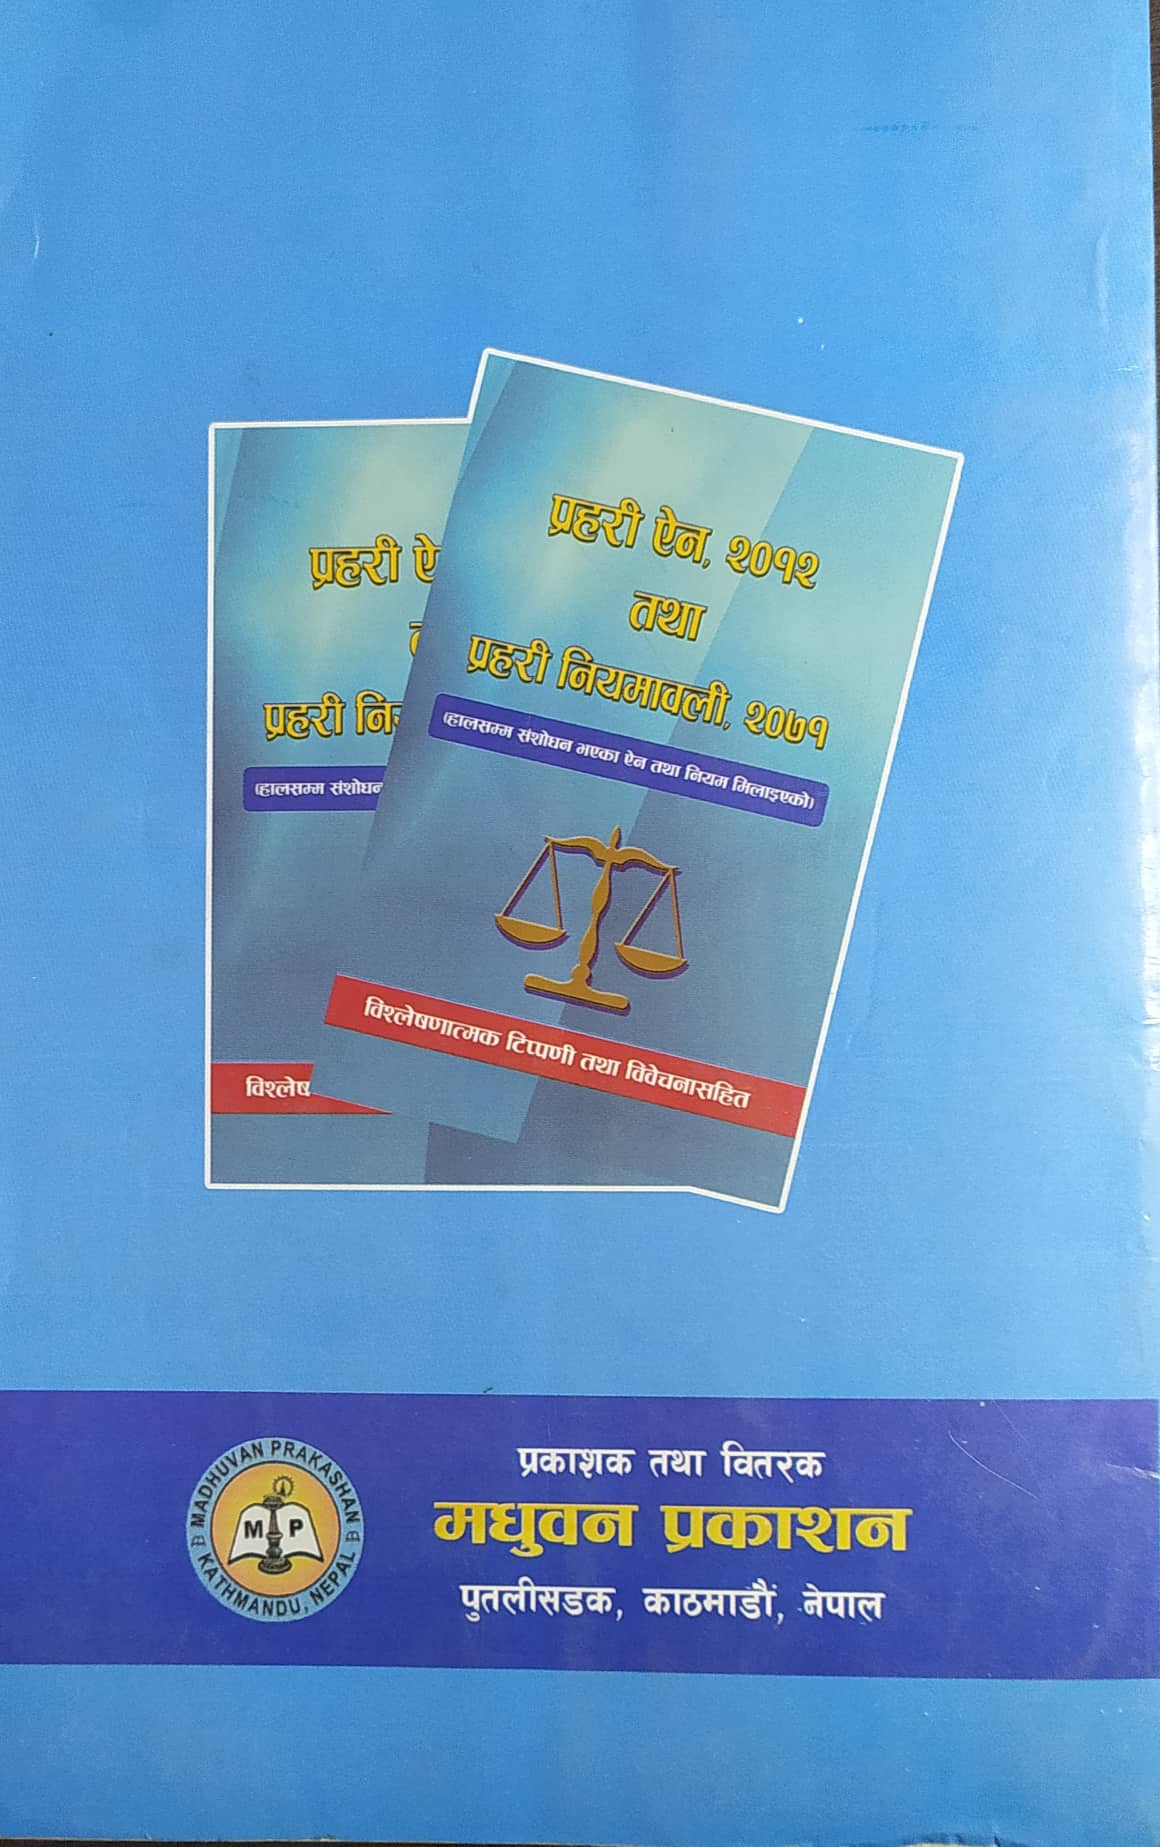 प्रहरी ऐन, २०१२
तथा
प्रहरी नियमावली, २०७१
(हालसम्म संशोधन भएका ऐन तथा नियम मिलाइएको)
विश्लेषणात्मक टिप्पणी तथा विवेचनासहित
प्रहरी ऐ
त
प्रहरी नि
(हालसम्म संशोधन
विश्लेष
MADHUVAN PRAKASHAN
M P
KATHMANDU, NEPAL
प्रकाशक तथा वितरक
मधुवन प्रकाशन
पुतलीसडक, काठमाडौं, नेपाल